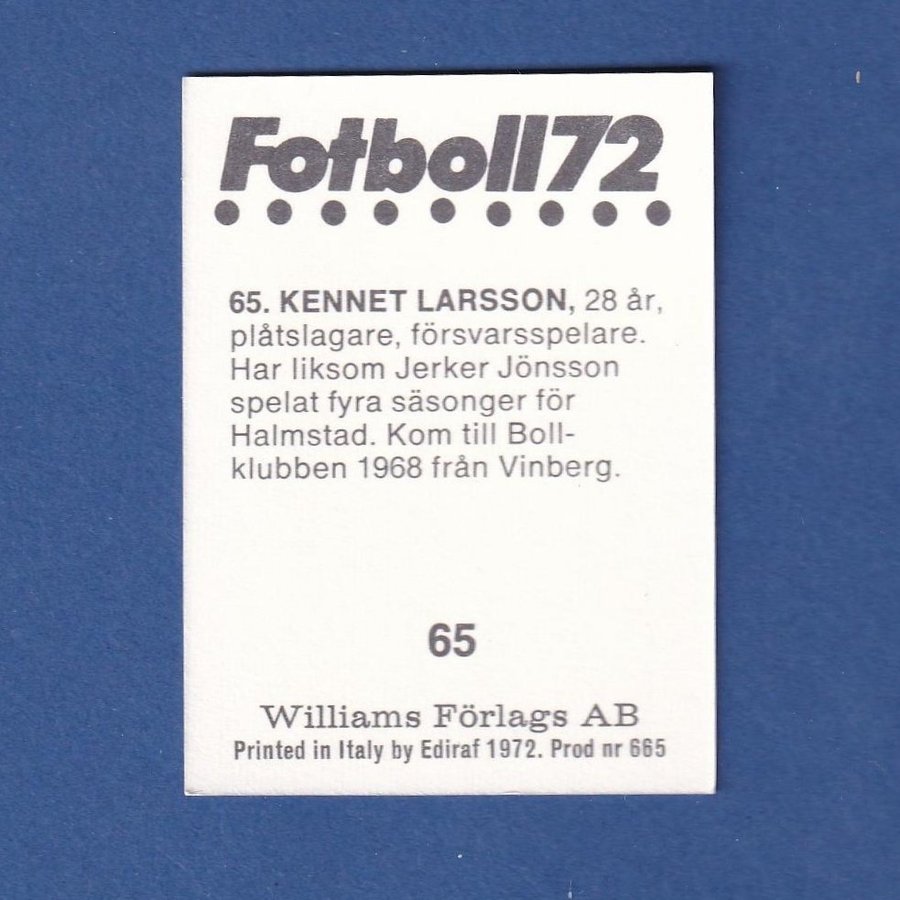 Fotboll72
65. KENNET LARSSON, 28 år,
plåtslagare, försvarsspelare.
Har liksom Jerker Jönsson
spelat fyra säsonger för
Halmstad. Kom till Boll-
klubben 1968 från Vinberg.
65
Williams Förlags AB
Printed in Italy by Ediraf 1972. Prod nr 665